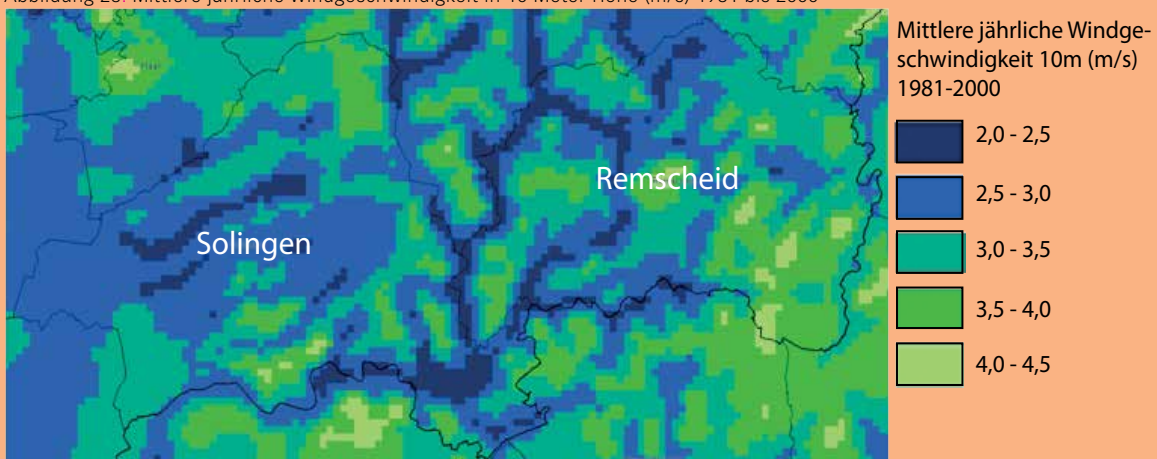 Mittlere jährliche Windgeschwindigkeit in 10 Meter Höhe (m/s) 1981 bis 2000
Mittlere jährliche Windge-
schwindigkeit 10m (m/s)
1981-2000
2,0 - 2,5
2,5 - 3,0
3,0 - 3,5
3,5 - 4,0
4,0 - 4,5
Remscheid
Solingen